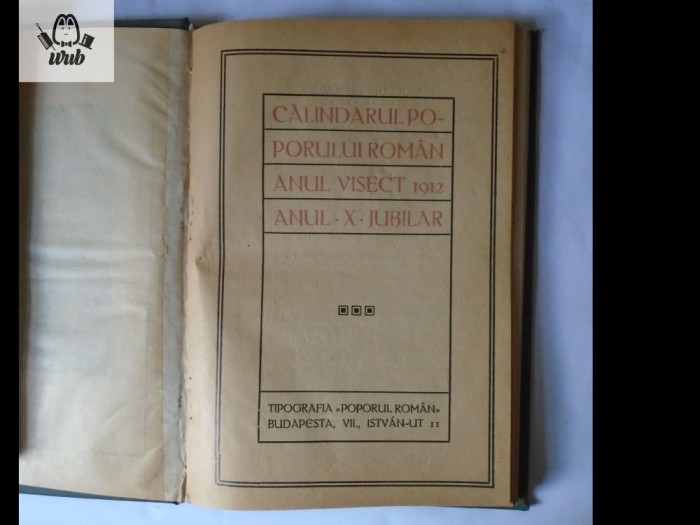 wub
CĂLINDARUL PO-
PORULUI ROMÂN
ANUL VISECT 1912
ANUL · X · JUBILAR
TIPOGRAFIA «POPORUL ROMÂN»
BUDAPESTA, VII., ISTVÁN-UT 11